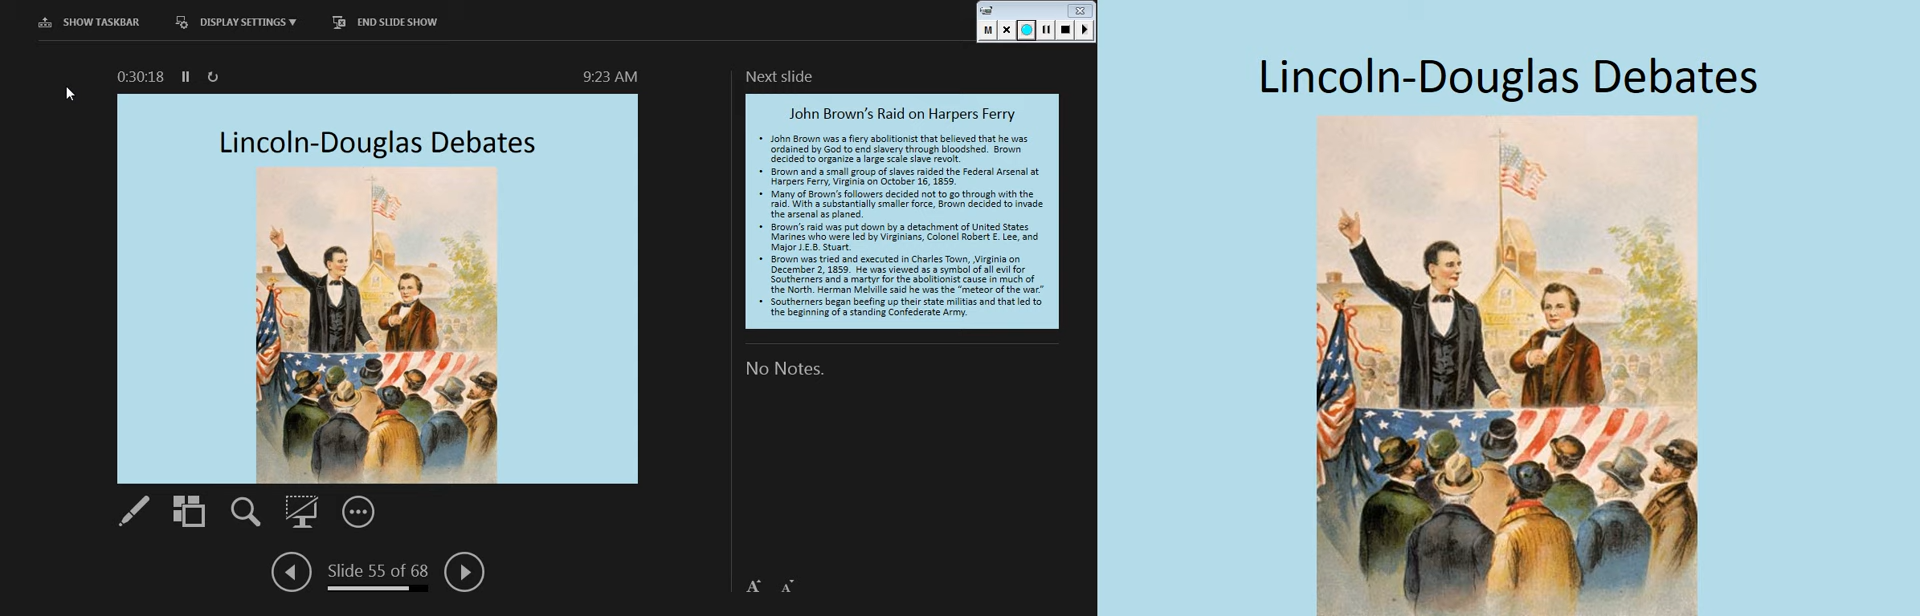 SHOW TASKBAR
DISPLAY SETTINGS ▼
END SLIDE SHOW
M
0:30:18
9:23 AM
Lincoln-Douglas Debates
Slide 55 of 68
Next slide
John Brown's Raid on Harpers Ferry
• John Brown was a fiery abolitionist that believed that he was
ordained by God to end slavery through bloodshed. Brown
decided to organize a large scale slave revolt.
• Brown and a small group of slaves raided the Federal Arsenal at
Harpers Ferry, Virginia on October 16, 1859.
• Many of Brown's followers decided not to go through with the
raid. With a substantially smaller force, Brown decided to invade
the arsenal as planed.
• Brown's raid was put down by a detachment of United States
Marines who were led by Virginians, Colonel Robert E. Lee, and
Major J.E.B. Stuart.
• Brown was tried and executed in Charles Town, ,Virginia on
December 2, 1859. He was viewed as a symbol of all evil for
Southerners and a martyr for the abolitionist cause in much of
the North. Herman Melville said he was the “meteor of the war.”
• Southerners began beefing up their state militias and that led to
the beginning of a standing Confederate Army.
No Notes.
A A
Lincoln-Douglas Debates